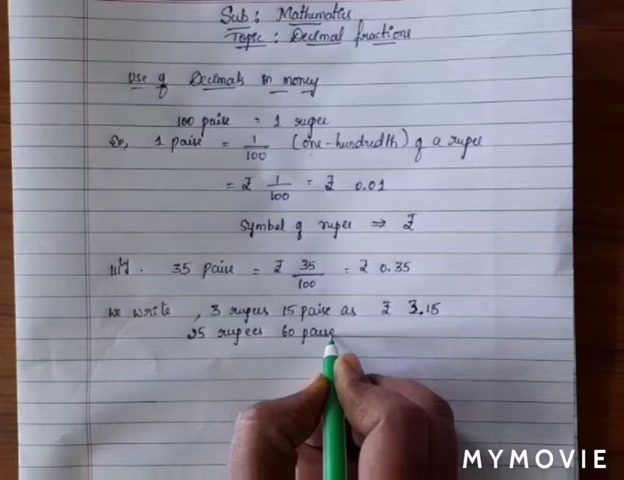 Sub : Mathematics
Topic : Decimal fractions
Use of Decimals in money
100 paise = 1 rupee
So, 1 paise = 1/100 (one-hundredth) of a rupee
= ₹ 1/100 = ₹ 0.01
Symbol of rupee ⇒ ₹
|||ly. 35 paise = ₹ 35/100 = ₹ 0.35
we write, 3 rupees 15 paise as ₹ 3.15
25 rupees 60 paise
MYMOVIE